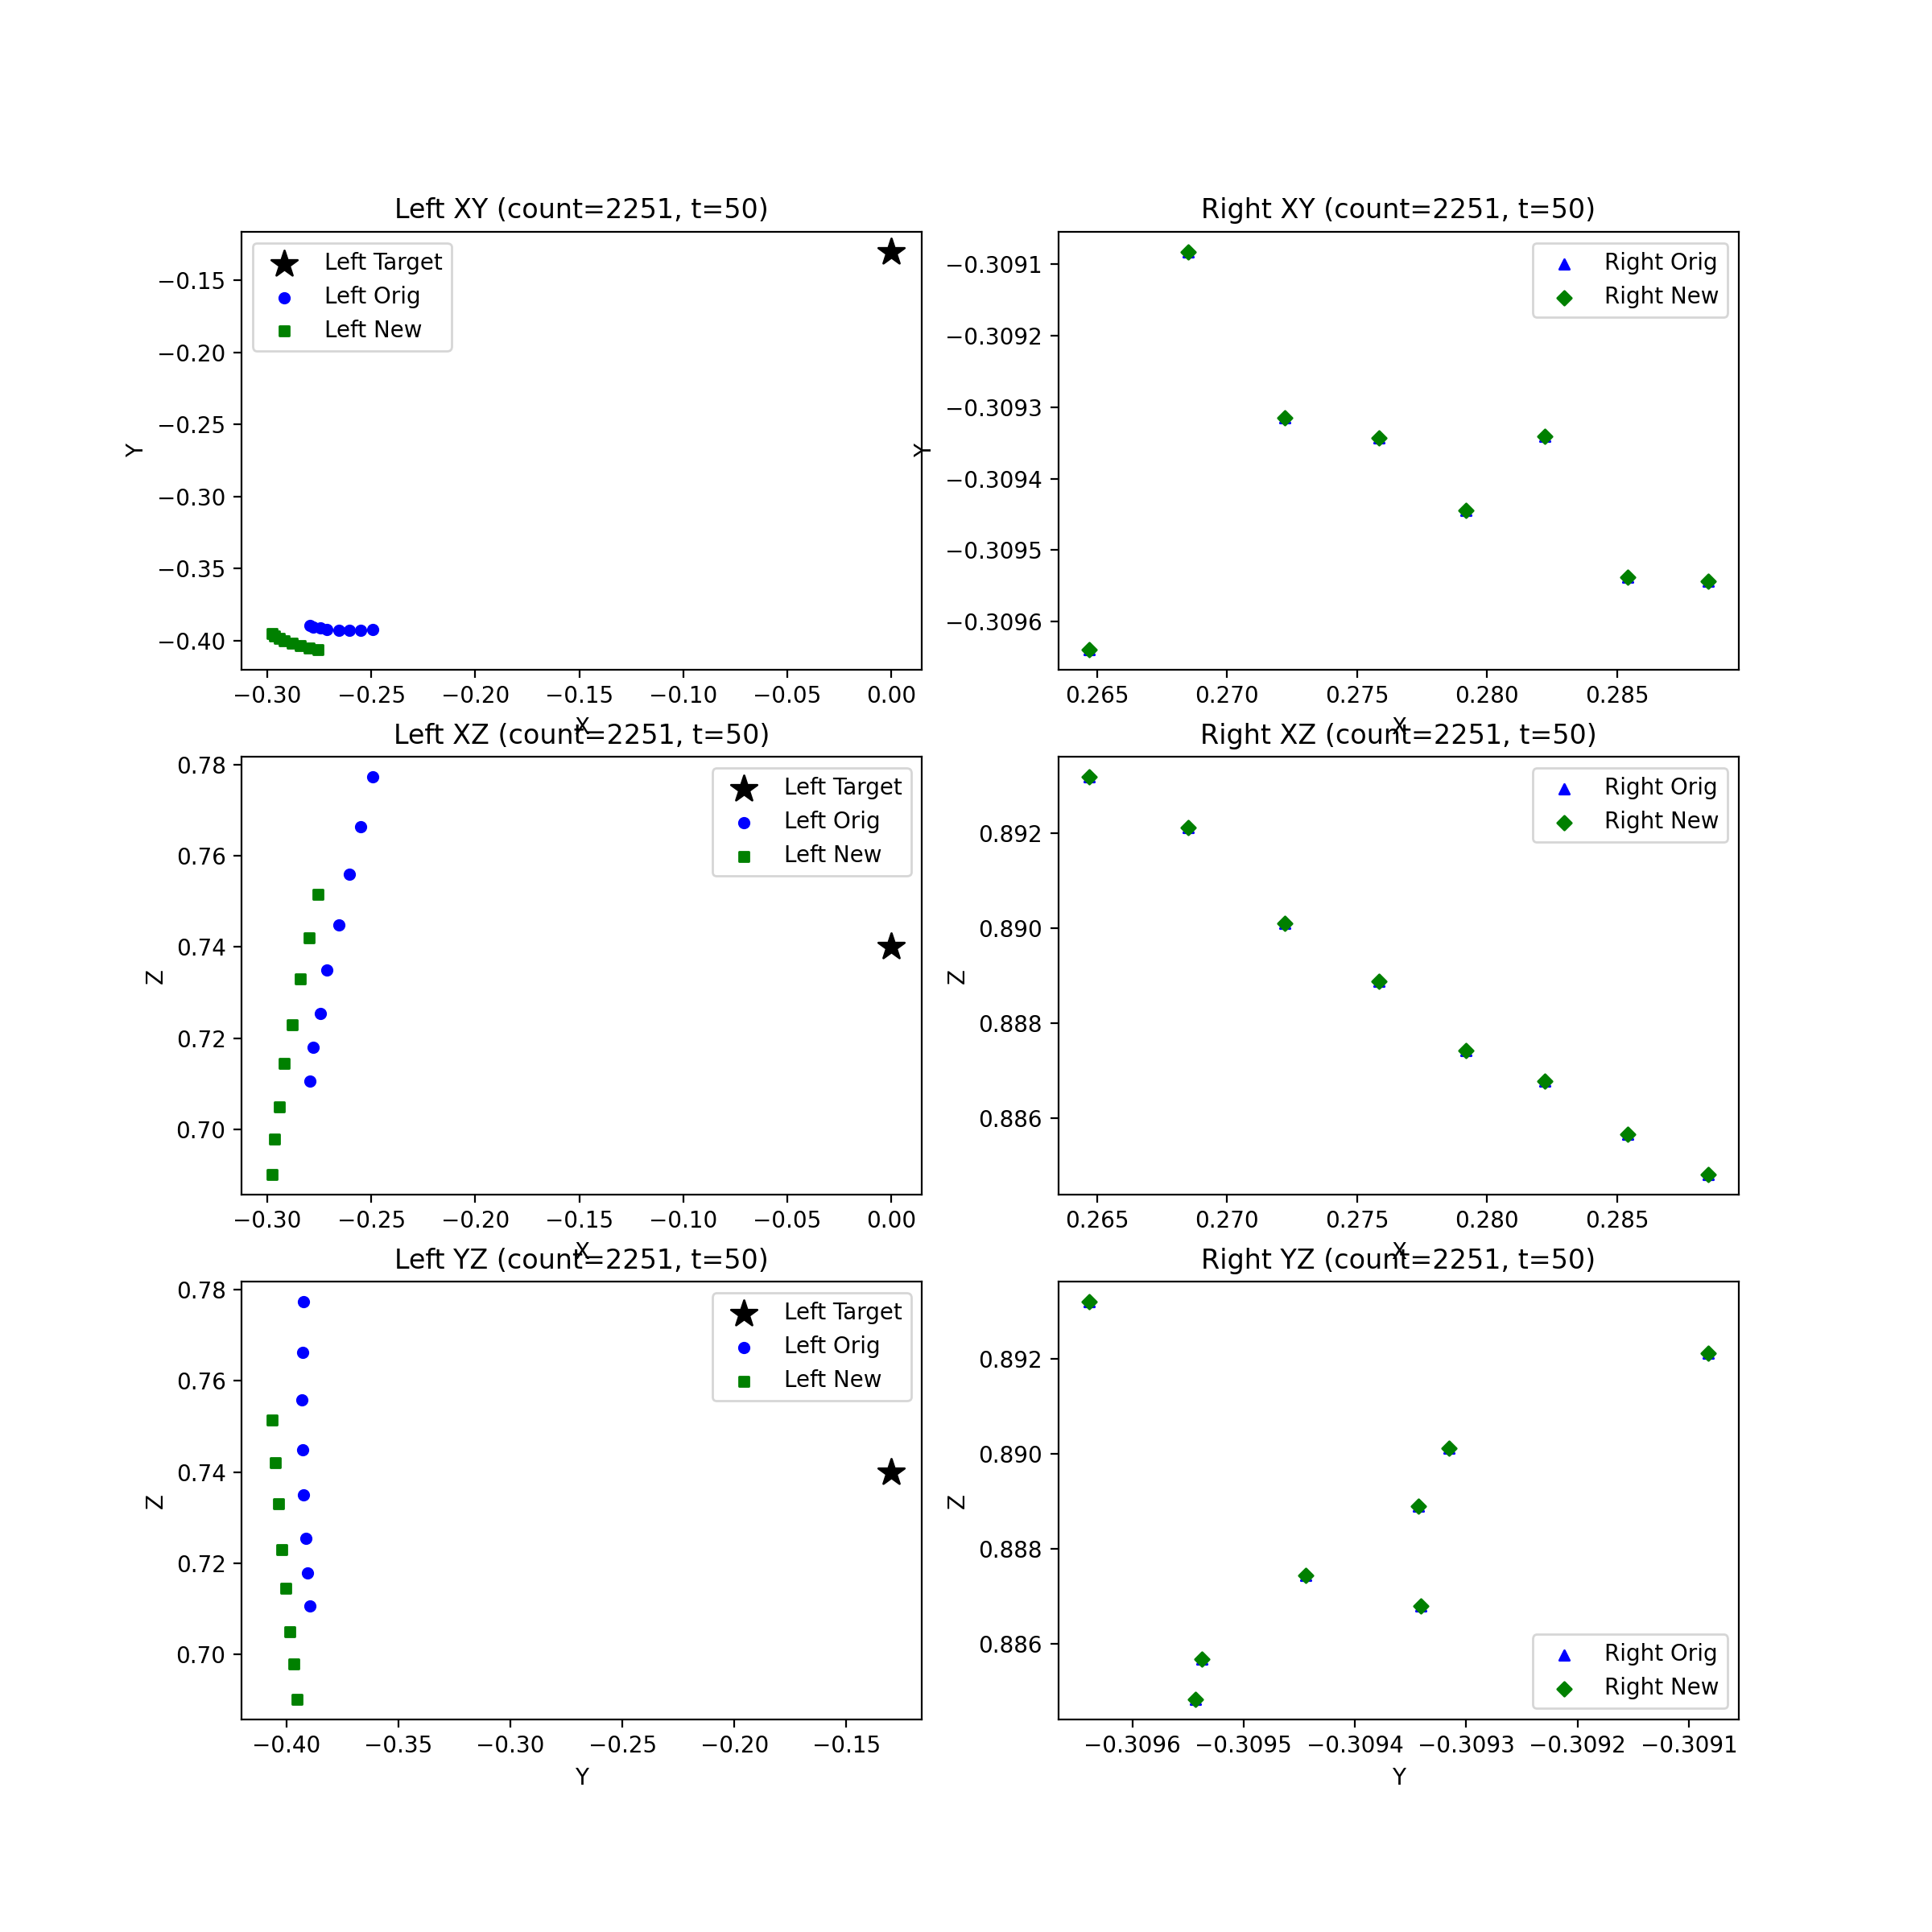 Left XY (count=2251, t=50)
Left Target
Left Orig
Left New
Y
−0.15
−0.20
−0.25
−0.30
−0.35
−0.40
−0.30 −0.25 −0.20 −0.15 −0.10 −0.05 0.00
X
Right XY (count=2251, t=50)
Right Orig
Right New
Y
−0.3091
−0.3092
−0.3093
−0.3094
−0.3095
−0.3096
0.265 0.270 0.275 0.280 0.285
X
Left XZ (count=2251, t=50)
Left Target
Left Orig
Left New
Z
0.78
0.76
0.74
0.72
0.70
−0.30 −0.25 −0.20 −0.15 −0.10 −0.05 0.00
X
Right XZ (count=2251, t=50)
Right Orig
Right New
Z
0.892
0.890
0.888
0.886
0.265 0.270 0.275 0.280 0.285
X
Left YZ (count=2251, t=50)
Left Target
Left Orig
Left New
Z
0.78
0.76
0.74
0.72
0.70
−0.40 −0.35 −0.30 −0.25 −0.20 −0.15
Y
Right YZ (count=2251, t=50)
Right Orig
Right New
Z
0.892
0.890
0.888
0.886
−0.3096 −0.3095 −0.3094 −0.3093 −0.3092 −0.3091
Y